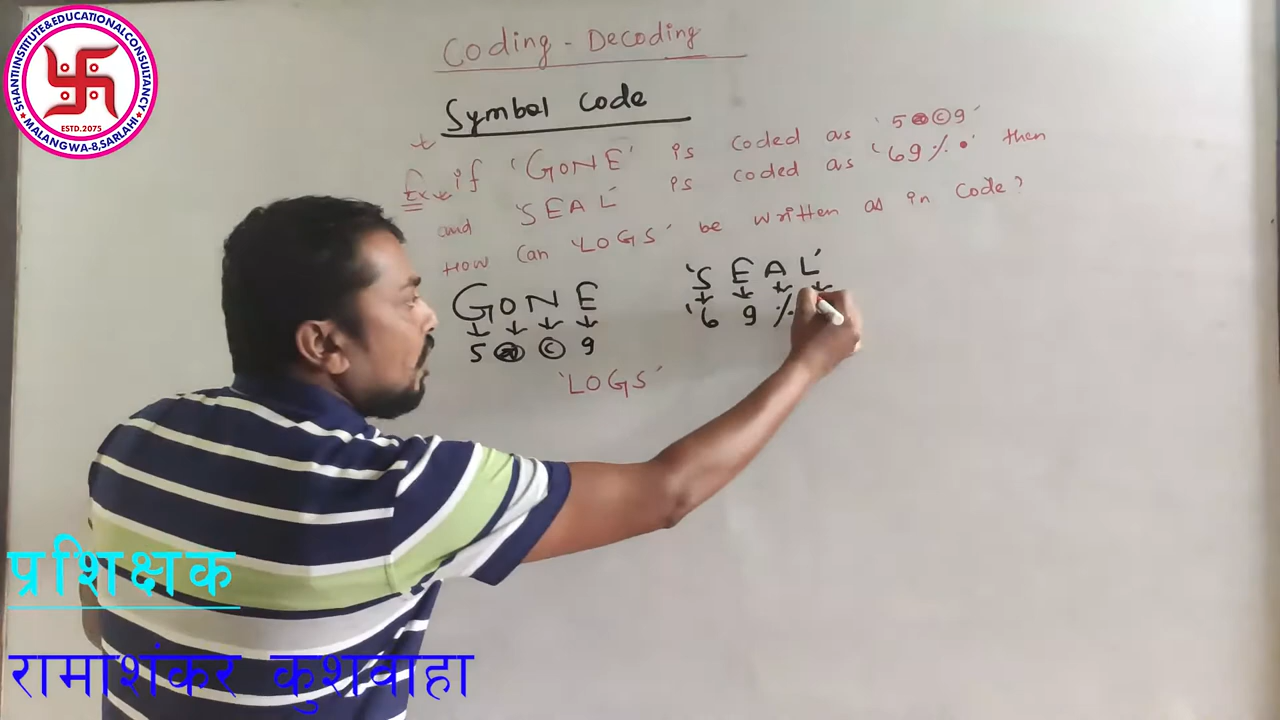 SHANTI INSTITUTE & EDUCATIONAL CONSULTANCY
ESTD. 2075
MALANGWA-8, SARLAHI
Coding - Decoding
Symbol Code
Ex if 'GONE' is coded as '5 ⊛ © 9'
and 'SEAL' is coded as '69%•' then
How can 'LOGS' be written as in Code?
GONE
↓ ↓ ↓ ↓
5 ⊛ © 9
'SEAL'
↓ ↓ ↓ ↓
'6 9 %
'LOGS'
प्रशिक्षक
रामाशंकर कुशवाहा